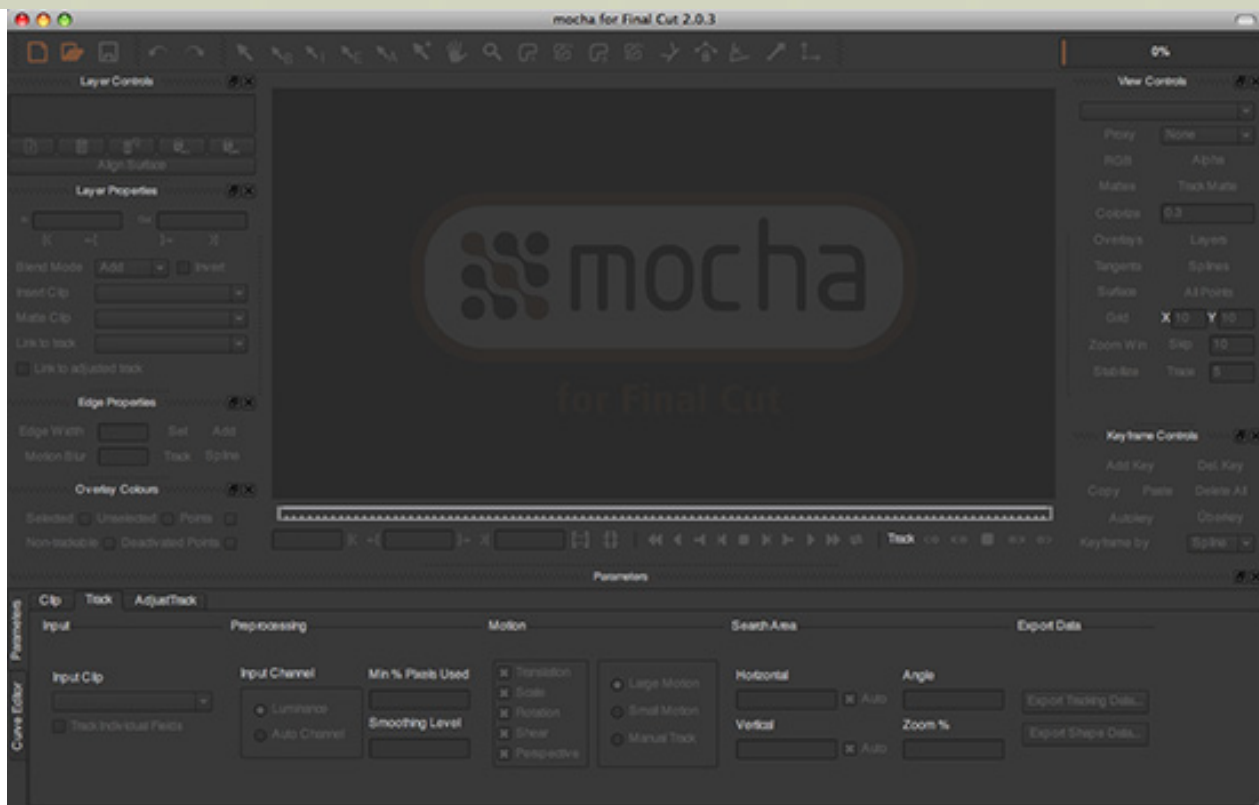 mocha for Final Cut 2.0.3
0%
Layer Controls
Align Surface
Layer Properties
In
Out
Blend Mode Add Invert
Insert Clip
Matte Clip
Link to track
Link to adjusted track
Edge Properties
Edge Width Set Add
Motion Blur Track Spline
Overlay Colours
Selected Unselected Points
Non-trackable Deactivated Points
mocha
for Final Cut
View Controls
Proxy None
RGB Alpha
Mattes Track Matte
Colorize 0.3
Overlays Layers
Tangents Splines
Surface All Points
Grid X 10 Y 10
Zoom Win Skip 10
Stabilize Trace 5
Keyframe Controls
Add Key Del. Key
Copy Paste Delete All
Autokey Überkey
Keyframe by Spline
Track
Parameters
Parameters
Curve Editor
Clip Track AdjustTrack
Input Preprocessing Motion Search Area Export Data
Input Clip
Track Individual Fields
Input Channel
Luminance
Auto Channel
Min % Pixels Used
Smoothing Level
Translation
Scale
Rotation
Shear
Perspective
Large Motion
Small Motion
Manual Track
Horizontal
Auto
Vertical
Auto
Angle
Zoom %
Export Tracking Data...
Export Shape Data...